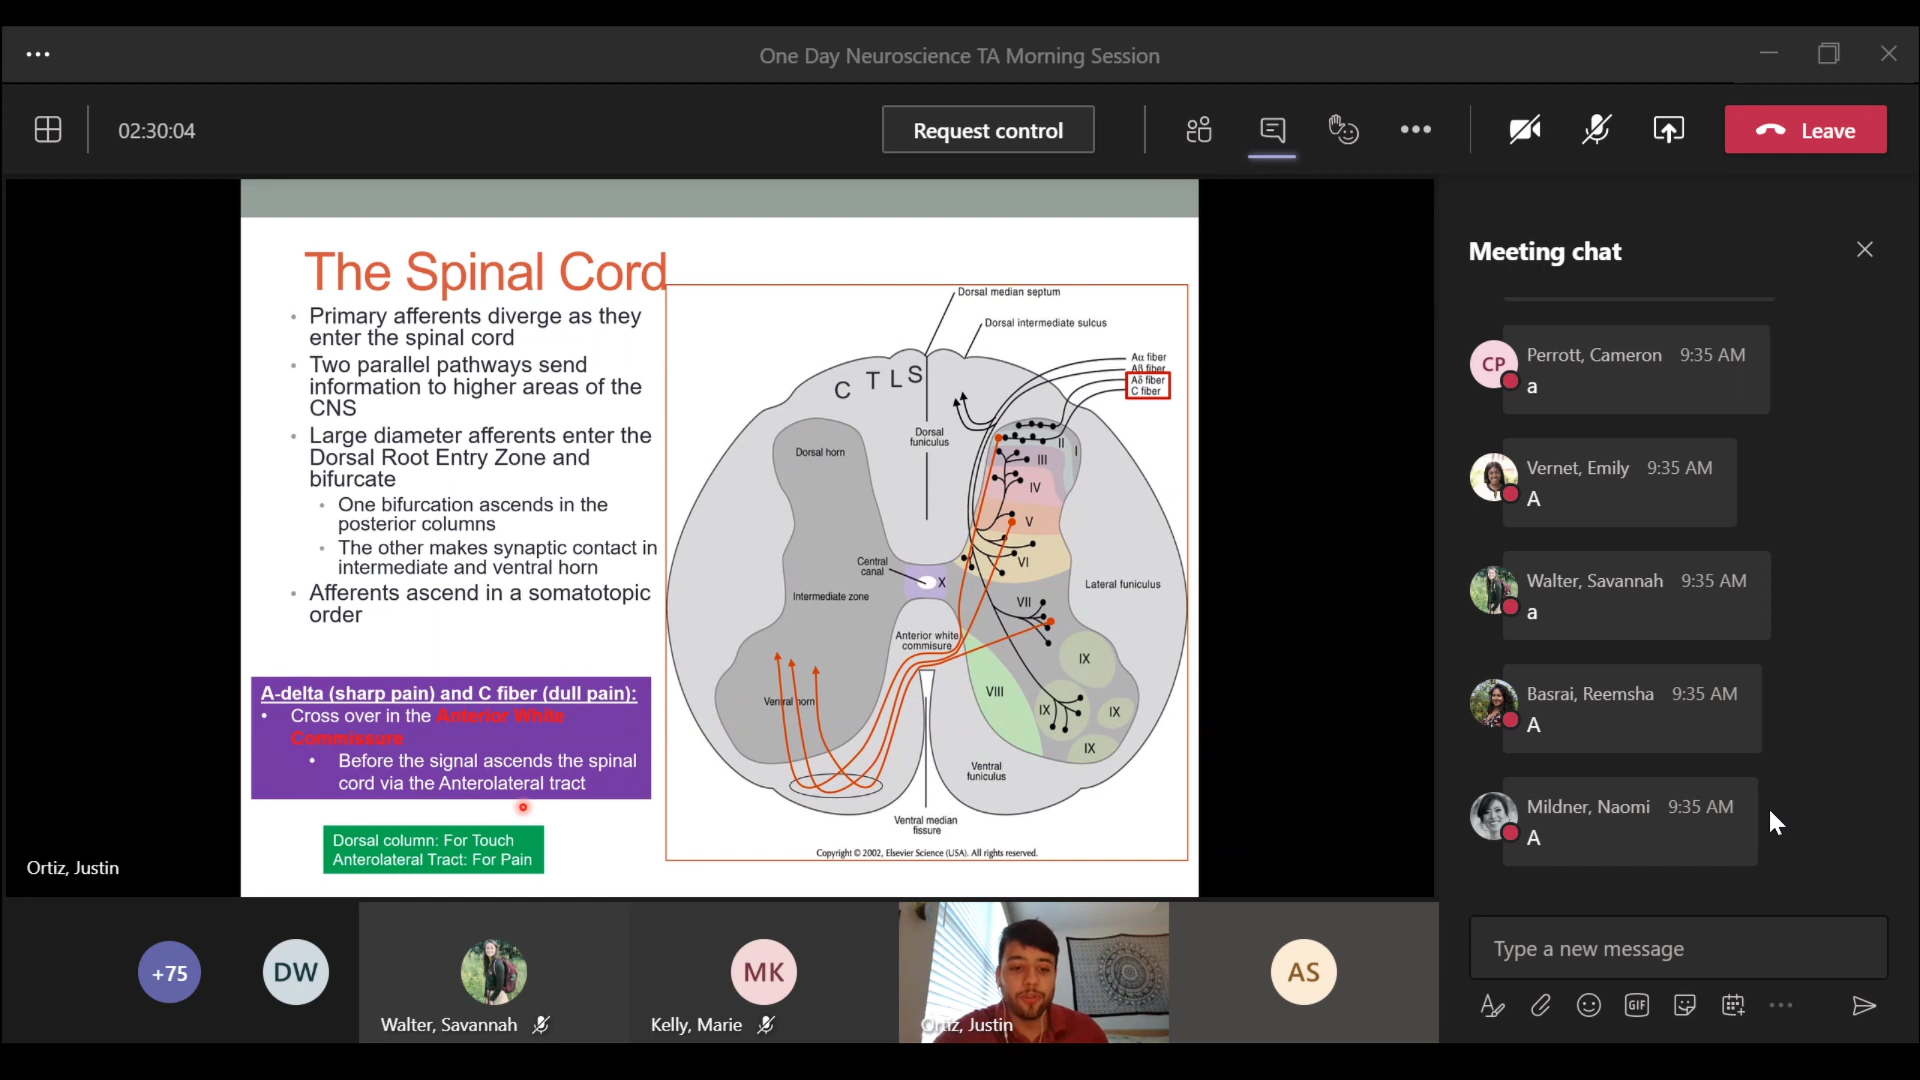 One Day Neuroscience TA Morning Session
02:30:04
Request control
Leave
The Spinal Cord
• Primary afferents diverge as they
enter the spinal cord
• Two parallel pathways send
information to higher areas of the
CNS
• Large diameter afferents enter the
Dorsal Root Entry Zone and
bifurcate
• One bifurcation ascends in the
posterior columns
• The other makes synaptic contact in
intermediate and ventral horn
• Afferents ascend in a somatotopic
order
A-delta (sharp pain) and C fiber (dull pain):
• Cross over in the Anterior White
Commissure
• Before the signal ascends the spinal
cord via the Anterolateral tract
Dorsal column: For Touch
Anterolateral Tract: For Pain
Dorsal median septum
Dorsal intermediate sulcus
Aα fiber
Aβ fiber
Aδ fiber
C fiber
C T L S
Dorsal
funiculus
Dorsal horn
I
II
III
IV
V
VI
Central
canal
X
Lateral funiculus
Intermediate zone
VII
Anterior white
commisure
IX
VIII
Ventral horn
IX
IX
IX
Ventral
funiculus
Ventral median
fissure
Copyright © 2002, Elsevier Science (USA). All rights reserved.
Ortiz, Justin
Meeting chat
CP
Perrott, Cameron 9:35 AM
a
Vernet, Emily 9:35 AM
A
Walter, Savannah 9:35 AM
a
Basrai, Reemsha 9:35 AM
A
Mildner, Naomi 9:35 AM
A
Type a new message
GIF
+75
DW
Walter, Savannah
MK
Kelly, Marie
Ortiz, Justin
AS